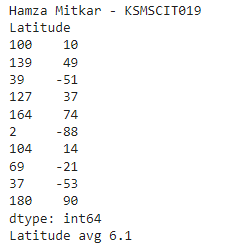 Hamza Mitkar - KSMSCIT019
Latitude
100    10
139    49
39    -51
127    37
164    74
2     -88
104    14
69    -21
37    -53
180    90
dtype: int64
Latitude avg 6.1